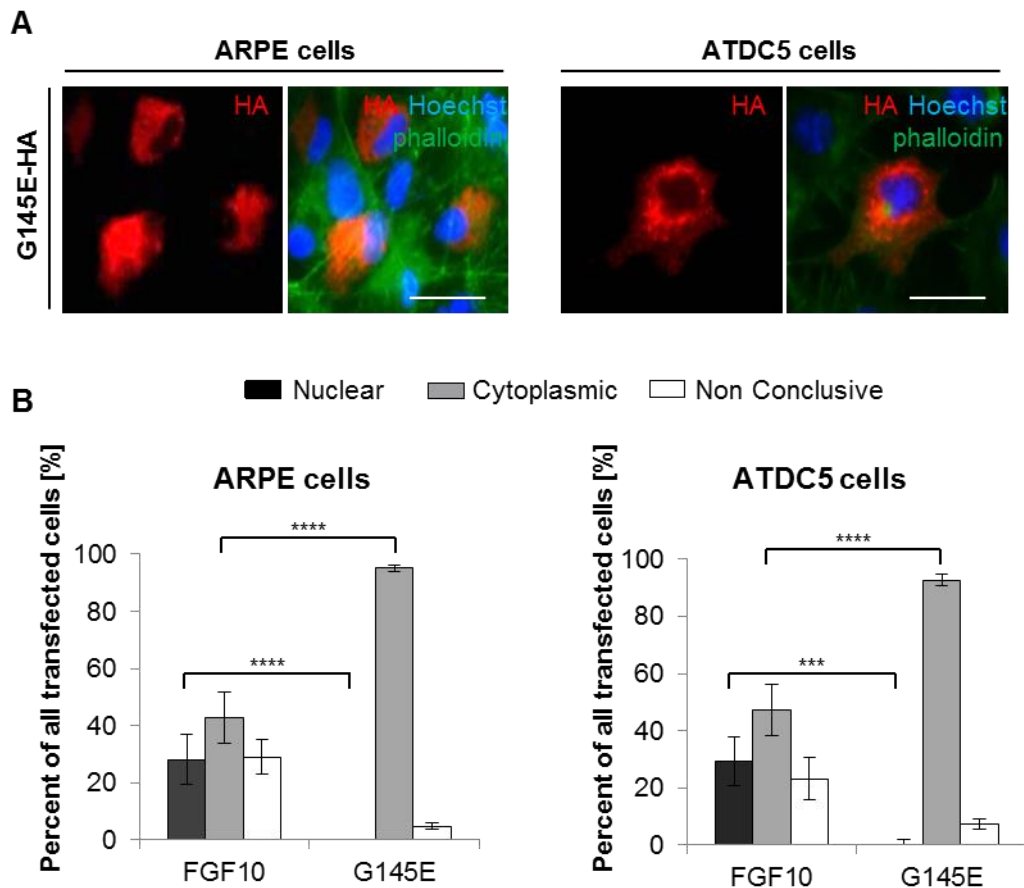 A
ARPE cells
ATDC5 cells
G145E-HA
HA
HA Hoechst
phalloidin
HA
HA Hoechst
phalloidin
B
Nuclear Cytoplasmic Non Conclusive
ARPE cells
Percent of all transfected cells [%]
****
****
100
80
60
40
20
0
FGF10 G145E
ATDC5 cells
Percent of all transfected cells [%]
****
***
100
80
60
40
20
0
FGF10 G145E